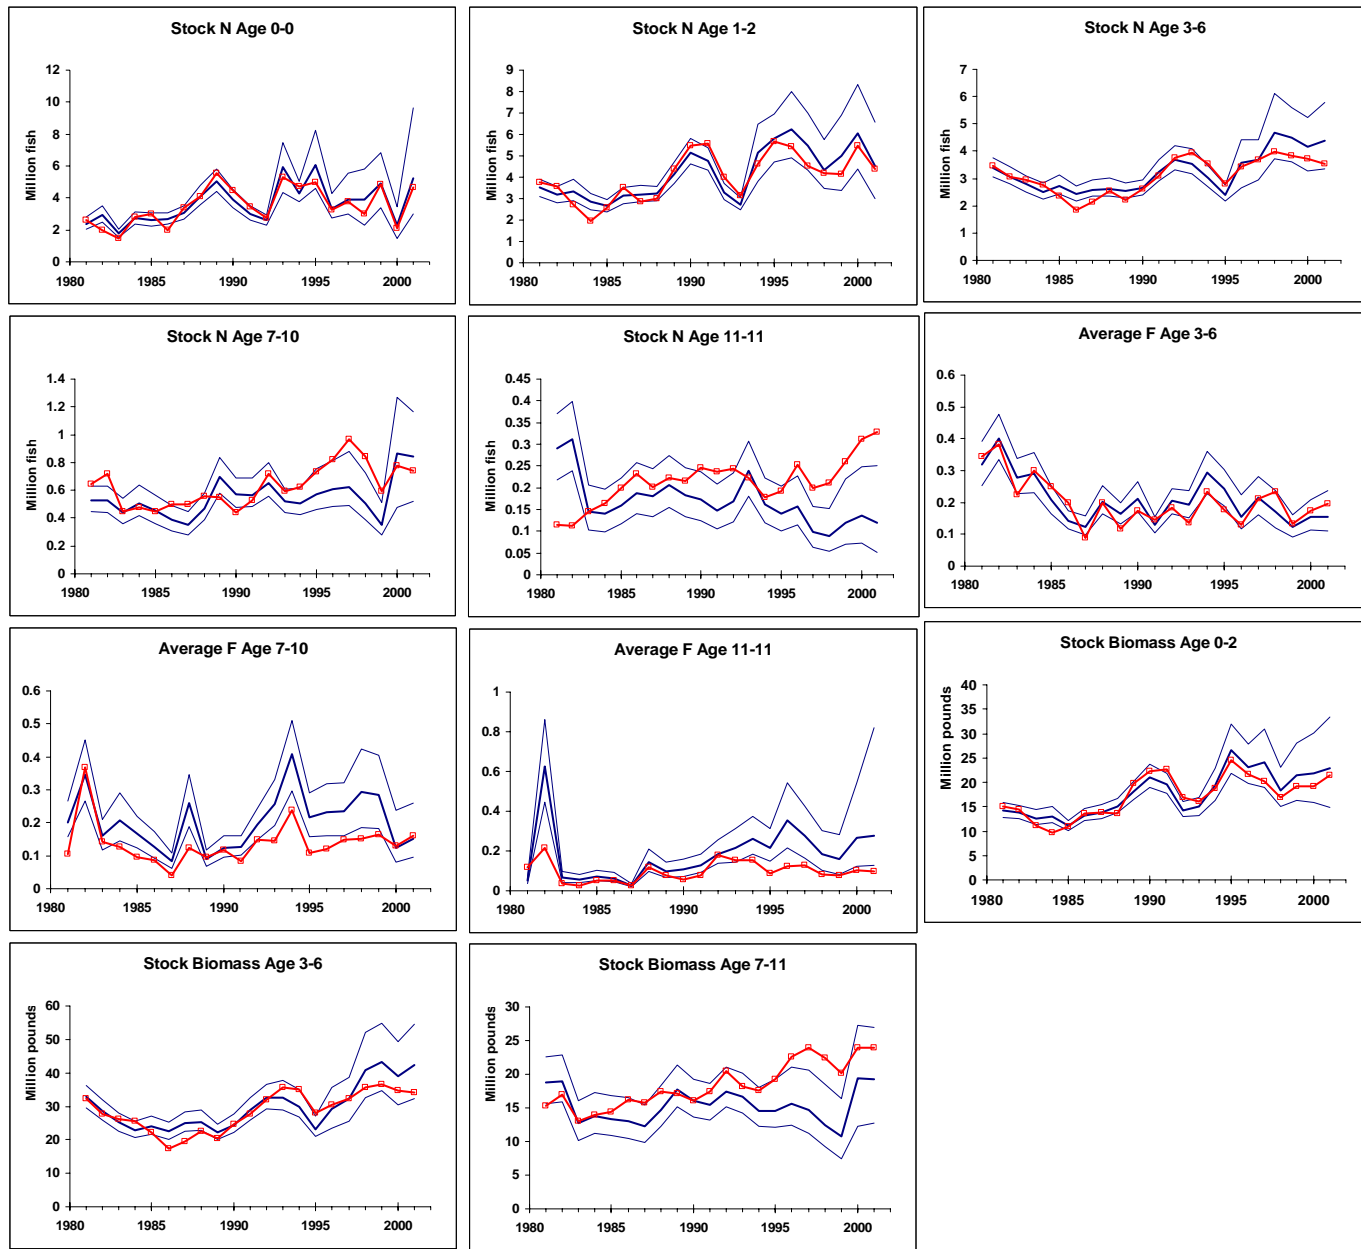 Stock N Age 0-0
Million fish
12
10
8
6
4
2
0
1980 1985 1990 1995 2000
Stock N Age 1-2
Million fish
9
8
7
6
5
4
3
2
1
0
1980 1985 1990 1995 2000
Stock N Age 3-6
Million fish
7
6
5
4
3
2
1
0
1980 1985 1990 1995 2000
Stock N Age 7-10
Million fish
1.4
1.2
1
0.8
0.6
0.4
0.2
0
1980 1985 1990 1995 2000
Stock N Age 11-11
Million fish
0.45
0.4
0.35
0.3
0.25
0.2
0.15
0.1
0.05
0
1980 1985 1990 1995 2000
Average F Age 3-6
0.6
0.5
0.4
0.3
0.2
0.1
0
1980 1985 1990 1995 2000
Average F Age 7-10
0.6
0.5
0.4
0.3
0.2
0.1
0
1980 1985 1990 1995 2000
Average F Age 11-11
1
0.8
0.6
0.4
0.2
0
1980 1985 1990 1995 2000
Stock Biomass Age 0-2
Million pounds
40
35
30
25
20
15
10
5
0
1980 1985 1990 1995 2000
Stock Biomass Age 3-6
Million pounds
60
50
40
30
20
10
0
1980 1985 1990 1995 2000
Stock Biomass Age 7-11
Million pounds
30
25
20
15
10
5
0
1980 1985 1990 1995 2000